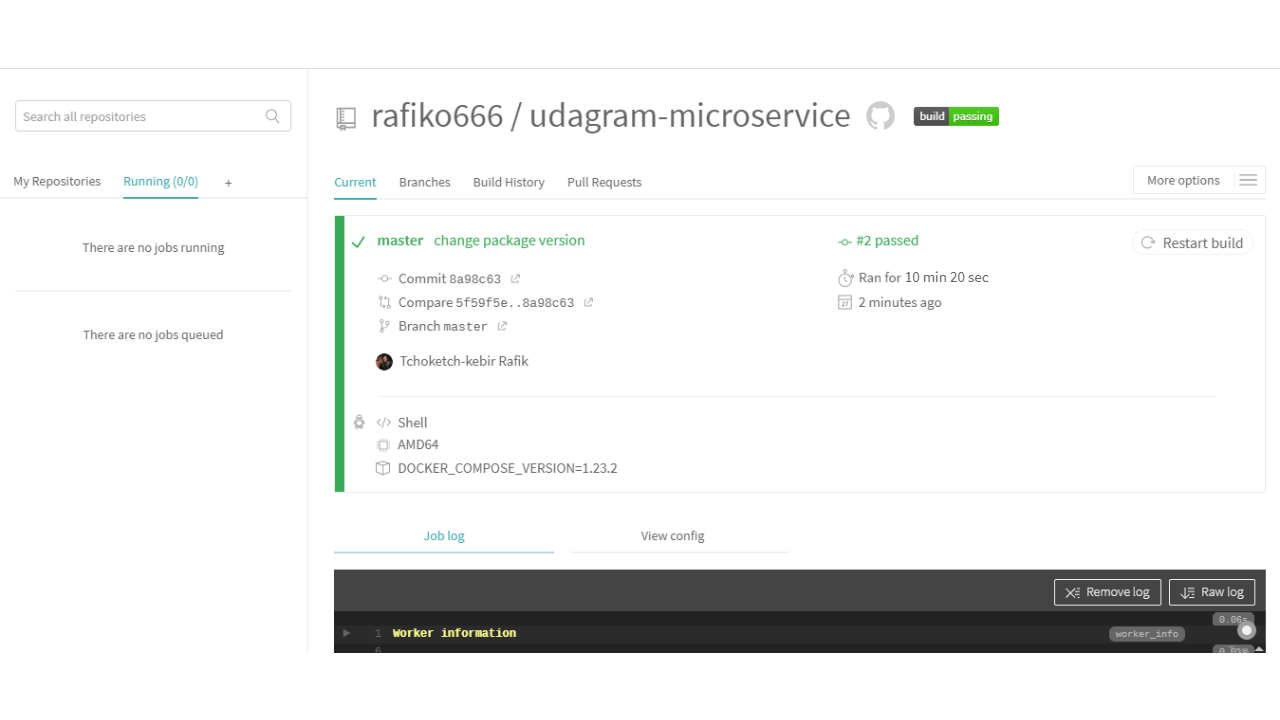 Search all repositories
My Repositories Running (0/0) +
There are no jobs running
There are no jobs queued
rafiko666 / udagram-microservice build passing
Current Branches Build History Pull Requests More options
master change package version #2 passed Restart build
Commit 8a98c63 Ran for 10 min 20 sec
Compare 5f59f5e..8a98c63 2 minutes ago
Branch master
Tchoketch-kebir Rafik
Shell
AMD64
DOCKER_COMPOSE_VERSION=1.23.2
Job log View config
Remove log Raw log
0.06s
1 Worker information worker_info
6